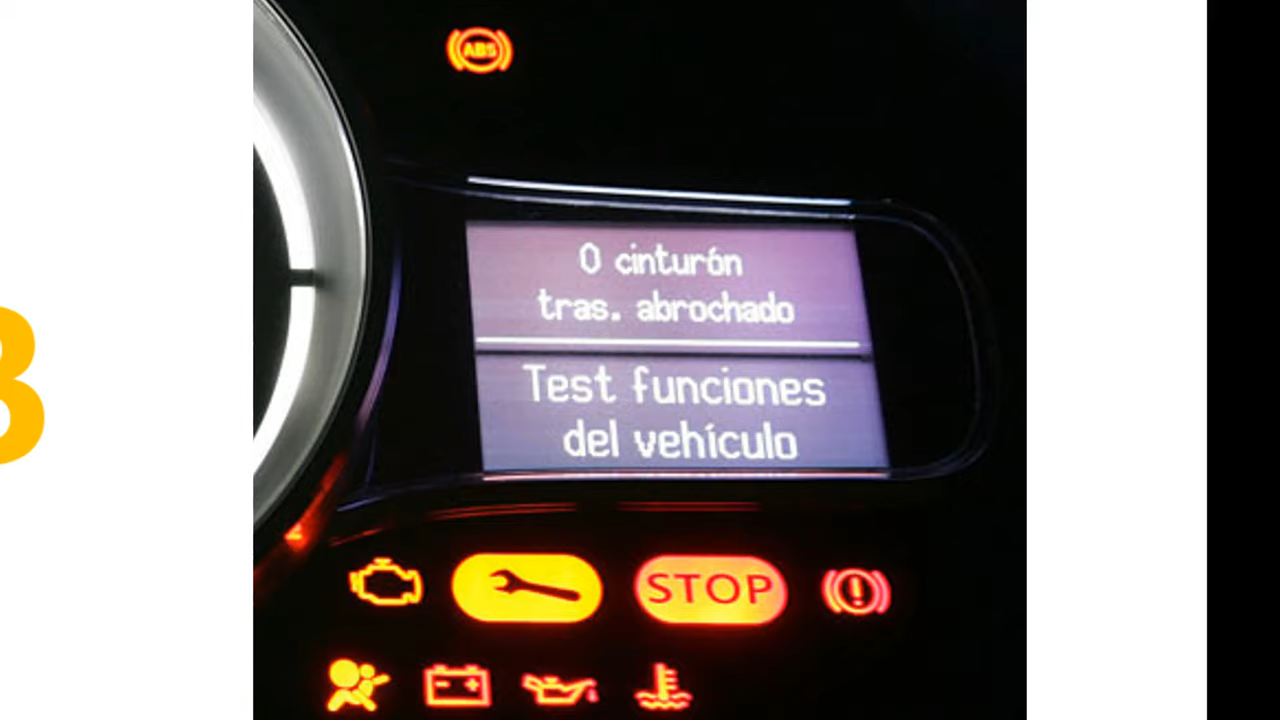 ABS
0 cinturón
tras. abrochado
Test funciones
del vehículo
STOP